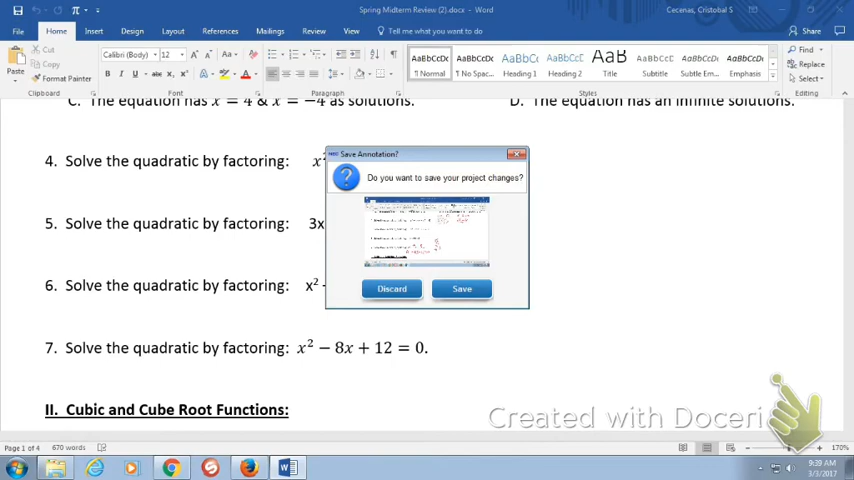 Spring Midterm Review (2).docx - Word
Cecenas, Cristobal S
File Home Insert Draw Design Layout References Mailings Review View Tell me what you want to do Share
Paste Cut Copy Format Painter
Calibri (Body) 12
AaBbCcDc AaBbCcDc AaBbCc AaBbCcD AaB AaBbCcD AaBbCcDc AaBbCcDc
¶ Normal ¶ No Spac... Heading 1 Heading 2 Title Subtitle Subtle Em... Emphasis
Find Replace Select
Clipboard Font Paragraph Styles Editing
C. The equation has x = 4 & x = −4 as solutions. D. The equation has an infinite solutions.
Save Annotation?
Do you want to save your project changes?
Discard Save
4. Solve the quadratic by factoring:
5. Solve the quadratic by factoring: 3x
6. Solve the quadratic by factoring: x²
7. Solve the quadratic by factoring: x² − 8x + 12 = 0.
II. Cubic and Cube Root Functions:
Created with Doceri
Page 1 of 4 670 words 170%
9:39 AM
3/3/2017